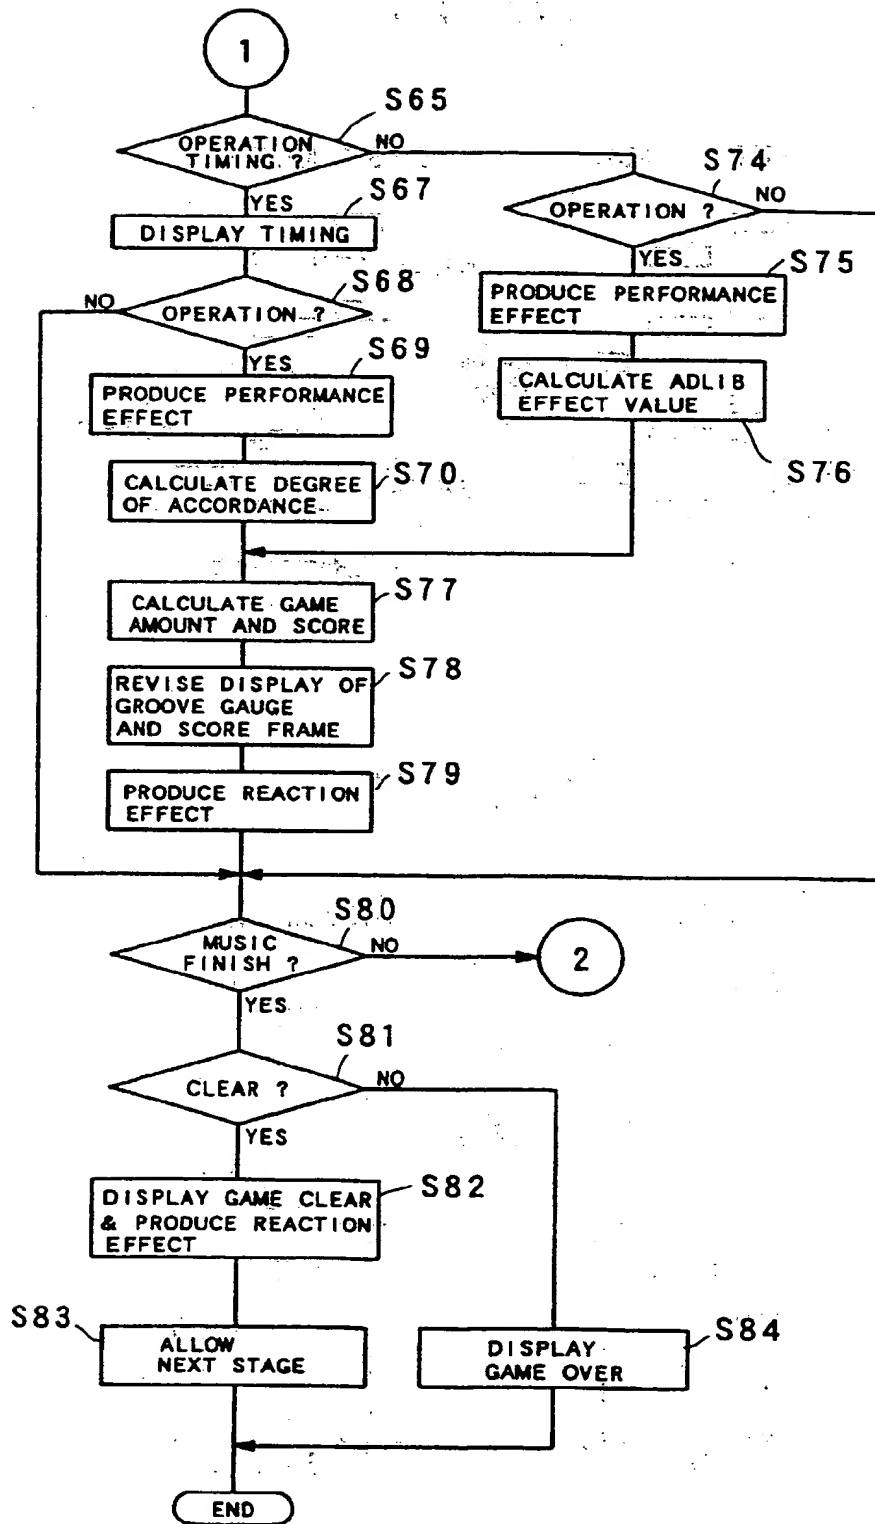 1
S65
OPERATION
TIMING ?
NO
YES
S67
DISPLAY TIMING
S74
OPERATION ?
NO
YES
S75
PRODUCE PERFORMANCE
EFFECT
CALCULATE ADLIB
EFFECT VALUE
S76
S68
OPERATION ?
NO
YES
S69
PRODUCE PERFORMANCE
EFFECT
S70
CALCULATE DEGREE
OF ACCORDANCE
S77
CALCULATE GAME
AMOUNT AND SCORE
S78
REVISE DISPLAY OF
GROOVE GAUGE
AND SCORE FRAME
S79
PRODUCE REACTION
EFFECT
S80
MUSIC
FINISH ?
NO
2
YES
S81
CLEAR ?
NO
YES
S82
DISPLAY GAME CLEAR
& PRODUCE REACTION
EFFECT
S83
ALLOW
NEXT STAGE
S84
DISPLAY
GAME OVER
END